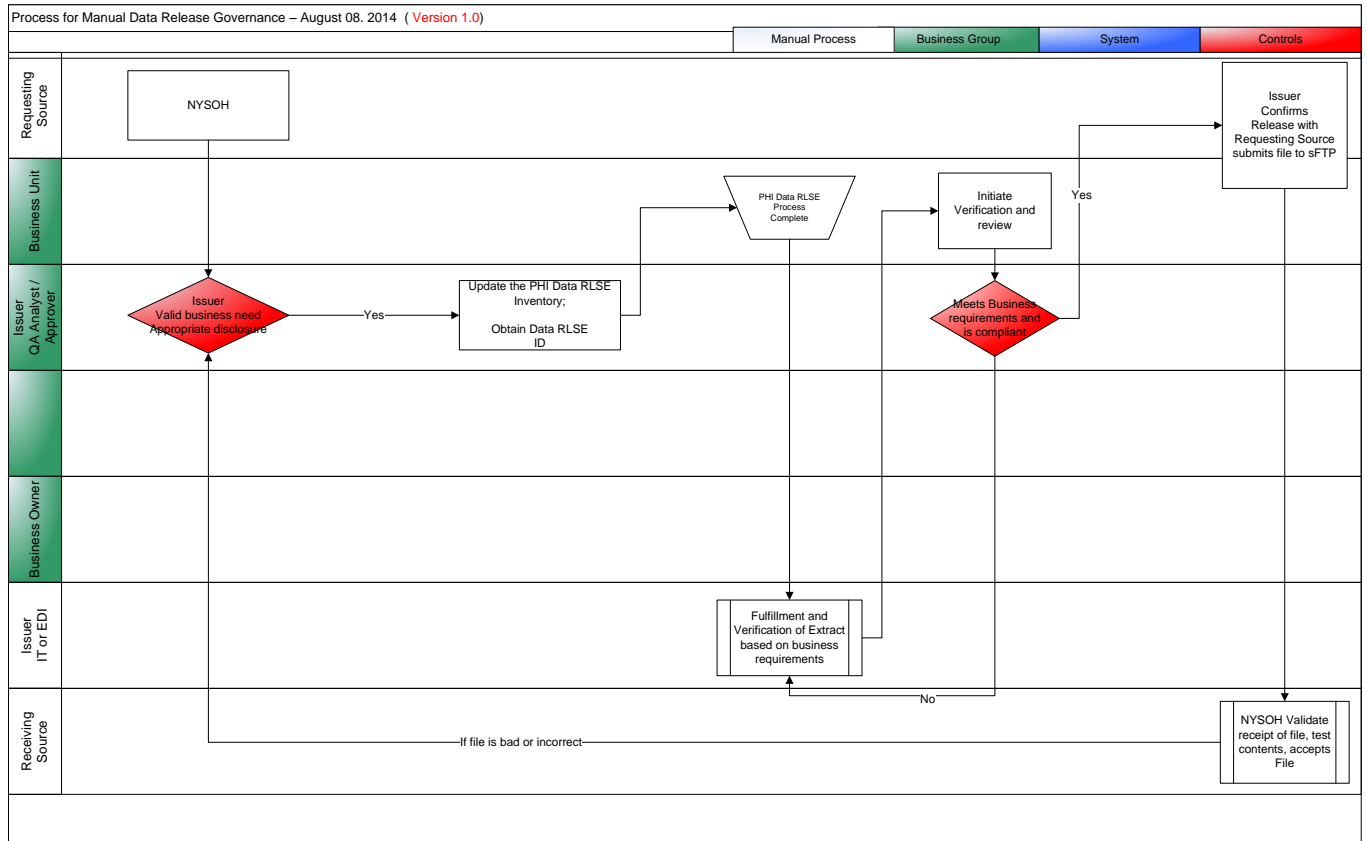 Process for Manual Data Release Governance – August 08. 2014  ( Version 1.0)
Manual Process
Business Group
System
Controls
Requesting
Source
NYSOH
Issuer
Confirms
Release with
Requesting Source
submits file to sFTP
Business Unit
PHI Data RLSE
Process
Complete
Initiate
Verification and
review
Yes
Issuer
QA Analyst /
Approver
Issuer
Valid business need
Appropriate disclosure
Yes
Update the PHI Data RLSE
Inventory;
Obtain Data RLSE
ID
Meets Business
requirements and
is compliant
Business Owner
Issuer
IT or EDI
Fulfillment and
Verification of Extract
based on business
requirements
No
Receiving
Source
If file is bad or incorrect
NYSOH Validate
receipt of file, test
contents, accepts
File